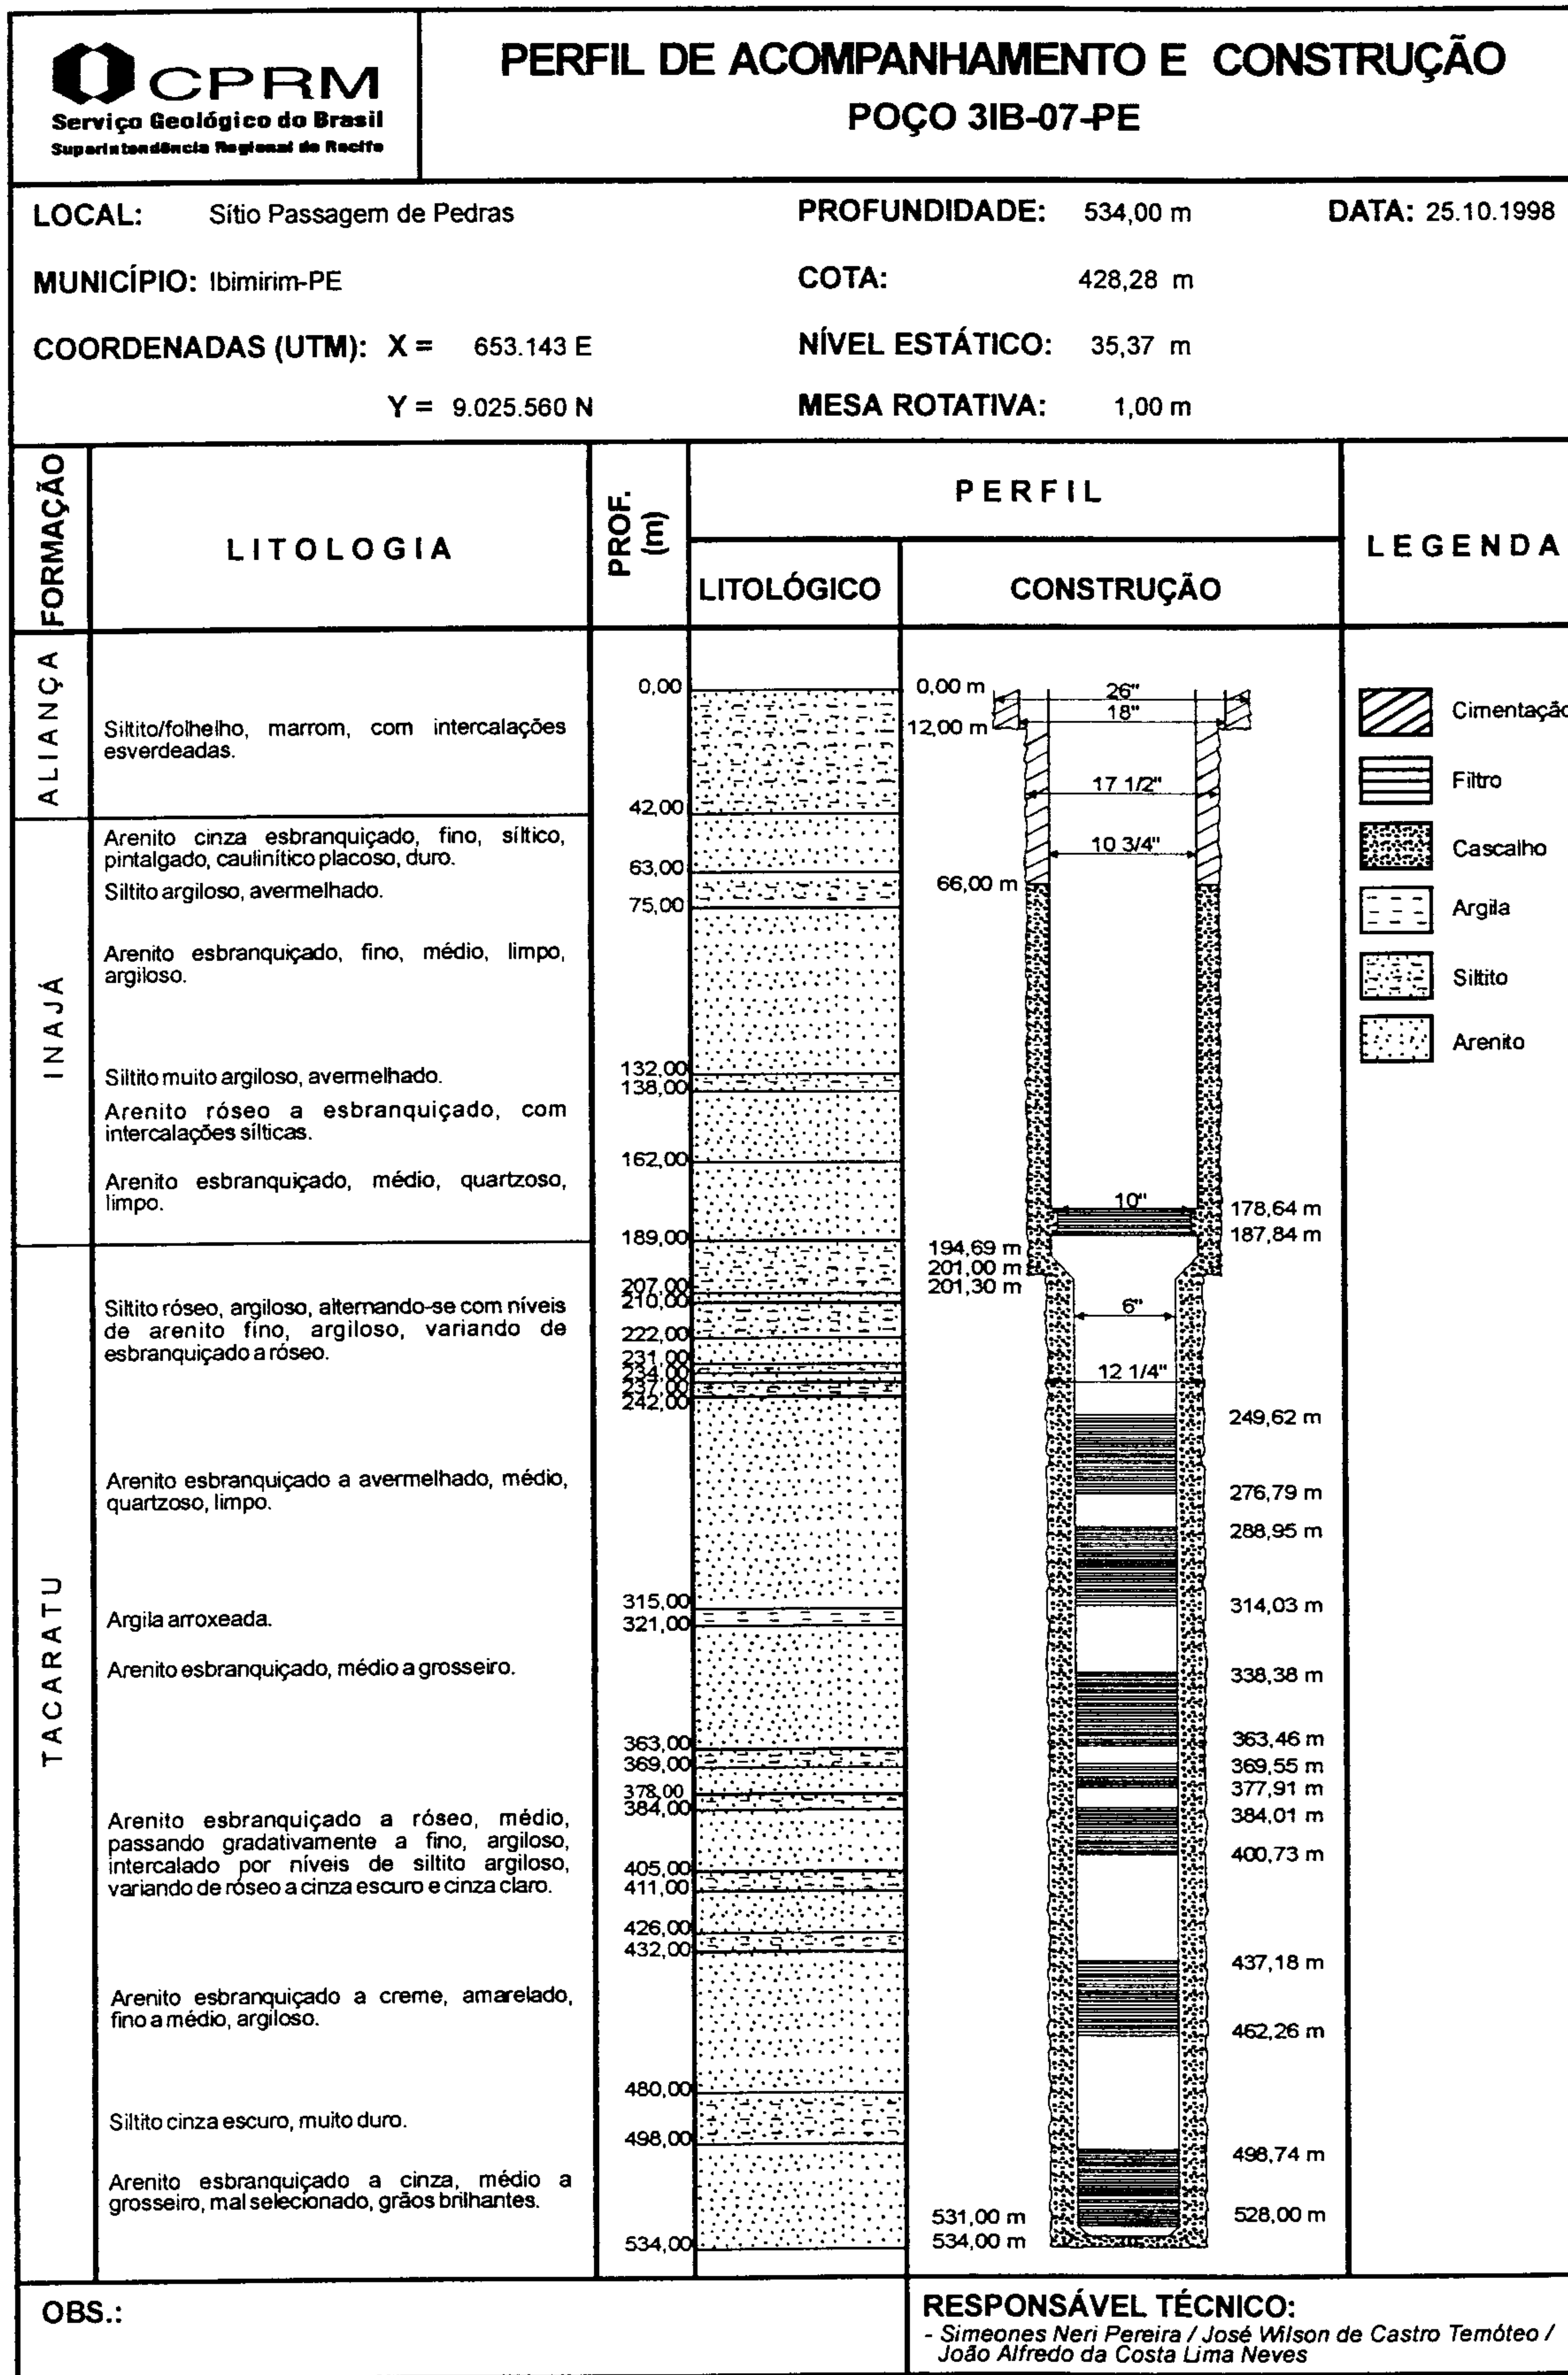 CPRM
Serviço Geológico do Brasil
Superintendência Regional de Recife
PERFIL DE ACOMPANHAMENTO E CONSTRUÇÃO
POÇO 3IB-07-PE
LOCAL: Sítio Passagem de Pedras
PROFUNDIDADE: 534,00 m
DATA: 25.10.1998
MUNICÍPIO: Ibimirim-PE
COTA: 428,28 m
COORDENADAS (UTM): X = 653.143 E
NÍVEL ESTÁTICO: 35,37 m
Y = 9.025.560 N
MESA ROTATIVA: 1,00 m
FORMAÇÃO
LITOLOGIA
PROF. (m)
PERFIL
LITOLÓGICO
CONSTRUÇÃO
LEGENDA
ALIANÇA
Siltito/folhelho, marrom, com intercalações
esverdeadas.
INAJÁ
Arenito cinza esbranquiçado, fino, síltico,
pintalgado, caulinítico placoso, duro.
Siltito argiloso, avermelhado.
Arenito esbranquiçado, fino, médio, limpo,
argiloso.
Siltito muito argiloso, avermelhado.
Arenito róseo a esbranquiçado, com
intercalações sílticas.
Arenito esbranquiçado, médio, quartzoso,
limpo.
TACARATU
Siltito róseo, argiloso, alternando-se com níveis
de arenito fino, argiloso, variando de
esbranquiçado a róseo.
Arenito esbranquiçado a avermelhado, médio,
quartzoso, limpo.
Argila arroxeada.
Arenito esbranquiçado, médio a grosseiro.
Arenito esbranquiçado a róseo, médio,
passando gradativamente a fino, argiloso,
intercalado por níveis de siltito argiloso,
variando de róseo a cinza escuro e cinza claro.
Arenito esbranquiçado a creme, amarelado,
fino a médio, argiloso.
Siltito cinza escuro, muito duro.
Arenito esbranquiçado a cinza, médio a
grosseiro, mal selecionado, grãos brilhantes.
0,00
42,00
63,00
75,00
132,00
138,00
162,00
189,00
207,00
210,00
222,00
231,00
234,00
237,00
242,00
315,00
321,00
363,00
369,00
378,00
384,00
405,00
411,00
426,00
432,00
480,00
498,00
534,00
0,00 m
12,00 m
66,00 m
194,69 m
201,00 m
201,30 m
531,00 m
534,00 m
26"
18"
17 1/2"
10 3/4"
10"
6"
12 1/4"
178,64 m
187,84 m
249,62 m
276,79 m
288,95 m
314,03 m
338,38 m
363,46 m
369,55 m
377,91 m
384,01 m
400,73 m
437,18 m
462,26 m
498,74 m
528,00 m
Cimentação
Filtro
Cascalho
Argila
Siltito
Arenito
OBS.:
RESPONSÁVEL TÉCNICO:
- Simeones Neri Pereira / José Wilson de Castro Temóteo /
João Alfredo da Costa Lima Neves